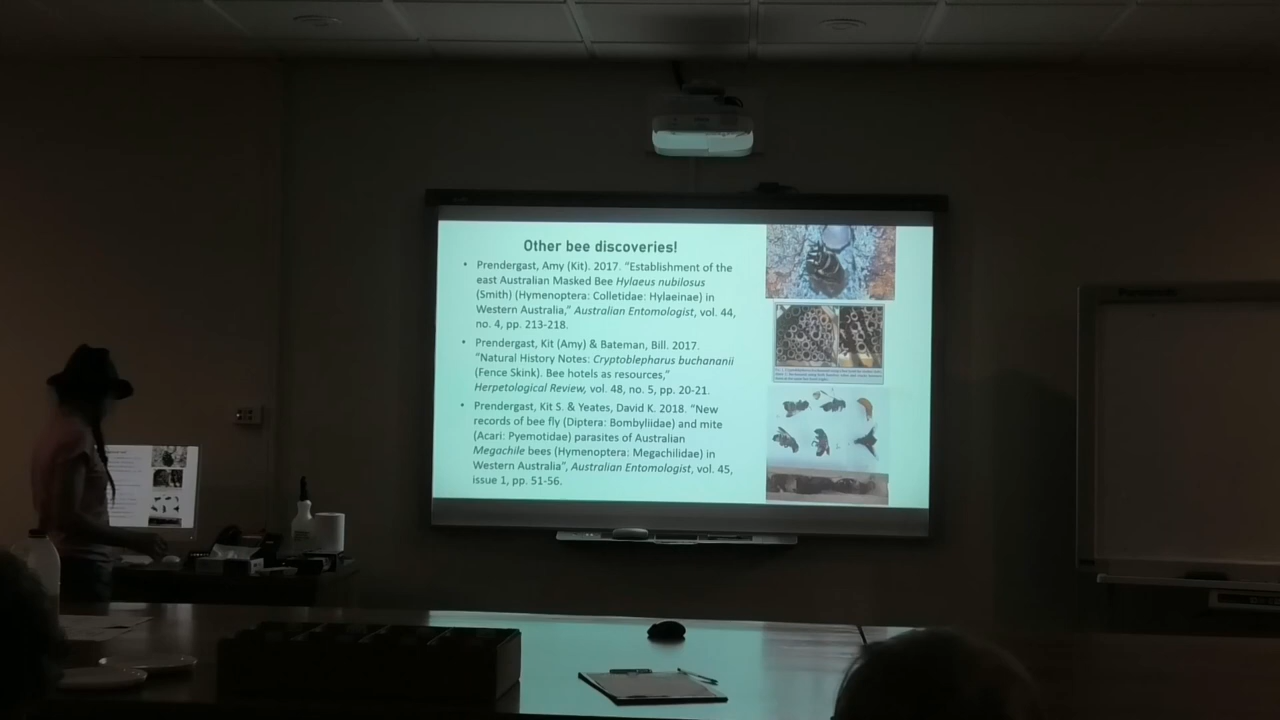 Other bee discoveries!
• Prendergast, Amy (Kit). 2017. “Establishment of the
east Australian Masked Bee Hylaeus nubilosus
(Smith) (Hymenoptera: Colletidae: Hylaeinae) in
Western Australia,” Australian Entomologist, vol. 44,
no. 4, pp. 213-218.
• Prendergast, Kit (Amy) & Bateman, Bill. 2017.
“Natural History Notes: Cryptoblepharus buchananii
(Fence Skink). Bee hotels as resources,”
Herpetological Review, vol. 48, no. 5, pp. 20-21.
• Prendergast, Kit S. & Yeates, David K. 2018. “New
records of bee fly (Diptera: Bombyliidae) and mite
(Acari: Pyemotidae) parasites of Australian
Megachile bees (Hymenoptera: Megachilidae) in
Western Australia”, Australian Entomologist, vol. 45,
issue 1, pp. 51-56.